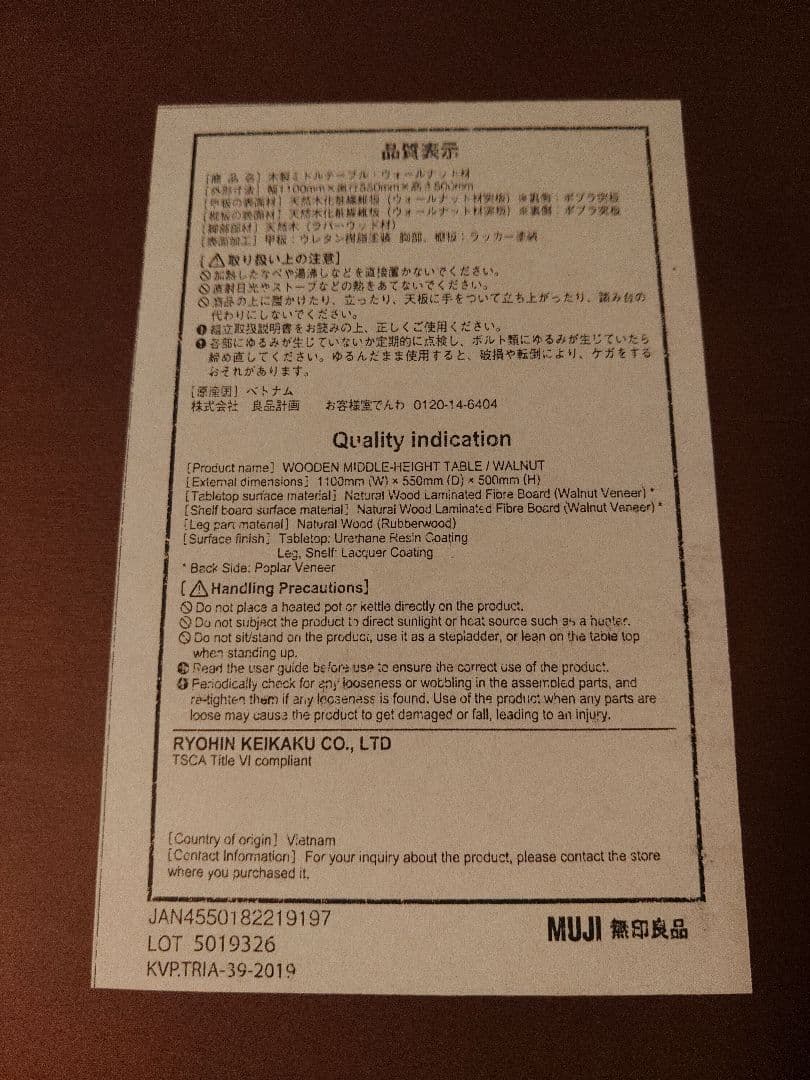 品質表示
[商 品 名] 木製ミドルテーブル・ウォールナット材
[外形寸法] 幅1100mm×奥行550mm×高さ500mm
[甲板の表面材] 天然木化粧繊維板（ウォールナット材突板）※裏側：ポプラ突板
[棚板の表面材] 天然木化粧繊維板（ウォールナット材突板）※裏側：ポプラ突板
[脚部部材] 天然木（ラバーウッド材）
[表面加工] 甲板：ウレタン樹脂塗装 脚部、棚板：ラッカー塗装
[⚠取り扱い上の注意]
加熱したなべや湯沸しなどを直接置かないでください。
直射日光やストーブなどの熱をあてないでください。
商品の上に腰かけたり、立ったり、天板に手をついて立ち上がったり、踏み台の
代わりにしないでください。
組立取扱説明書をお読みの上、正しくご使用ください。
各部にゆるみが生じていないか定期的に点検し、ボルト類にゆるみが生じていたら
締め直してください。ゆるんだまま使用すると、破損や転倒により、ケガをする
おそれがあります。
[原産国] ベトナム
株式会社 良品計画 お客様室でんわ 0120-14-6404
Quality indication
[Product name] WOODEN MIDDLE-HEIGHT TABLE / WALNUT
[External dimensions] 1100mm (W) × 550mm (D) × 500mm (H)
[Tabletop surface material] Natural Wood Laminated Fibre Board (Walnut Veneer) *
[Shelf board surface material] Natural Wood Laminated Fibre Board (Walnut Veneer) *
[Leg part material] Natural Wood (Rubberwood)
[Surface finish] Tabletop: Urethane Resin Coating
Leg, Shelf: Lacquer Coating
* Back Side: Poplar Veneer
[⚠Handling Precautions]
Do not place a heated pot or kettle directly on the product.
Do not subject the product to direct sunlight or heat source such as a heater.
Do not sit/stand on the product, use it as a stepladder, or lean on the table top
when standing up.
Read the user guide before use to ensure the correct use of the product.
Periodically check for any looseness or wobbling in the assembled parts, and
re-tighten them if any looseness is found. Use of the product when any parts are
loose may cause the product to get damaged or fall, leading to an injury.
RYOHIN KEIKAKU CO., LTD
TSCA Title VI compliant
[Country of origin] Vietnam
[Contact Information] For your inquiry about the product, please contact the store
where you purchased it.
JAN4550182219197
LOT 5019326
KVP.TRIA-39-2019
MUJI 無印良品